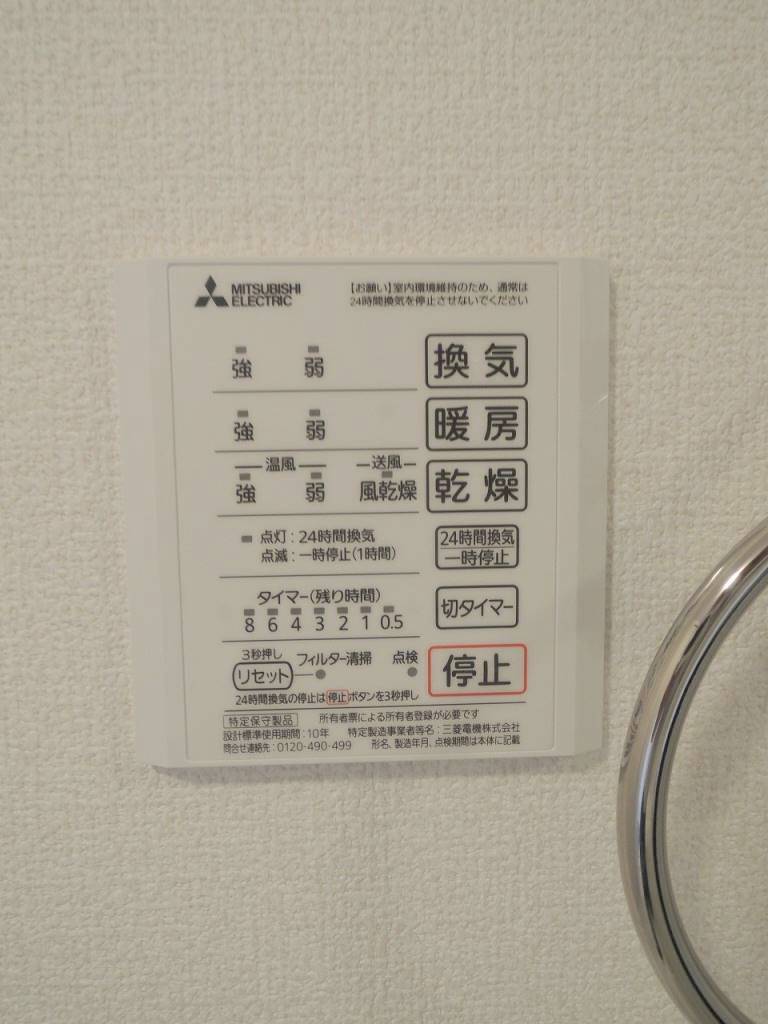 MITSUBISHI
ELECTRIC
【お願い】室内環境維持のため、通常は
24時間換気を停止させないでください
強 弱 換気
強 弱 暖房
温風 送風
強 弱 風乾燥 乾燥
点灯:24時間換気
点滅:一時停止(1時間)
24時間換気
一時停止
タイマー(残り時間)
8 6 4 3 2 1 0.5
切タイマー
3秒押し
リセット フィルター清掃 点検
停止
24時間換気の停止は停止ボタンを3秒押し
特定保守製品 所有者票による所有者登録が必要です
設計標準使用期間:10年 特定製造事業者等名:三菱電機株式会社
問合せ連絡先:0120-490-499 形名、製造年月、点検期間は本体に記載